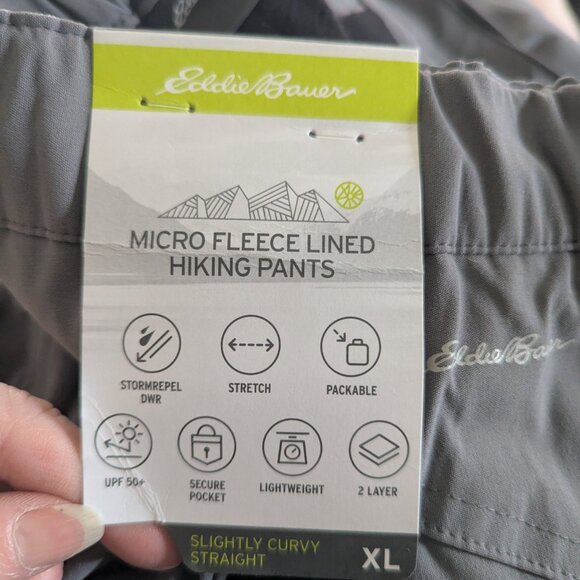 Eddie Bauer
MICRO FLEECE LINED
HIKING PANTS
STORMREPEL
DWR
STRETCH
PACKABLE
Eddie Bauer
UPF 50+
SECURE
POCKET
LIGHTWEIGHT
2 LAYER
SLIGHTLY CURVY
STRAIGHT
XL